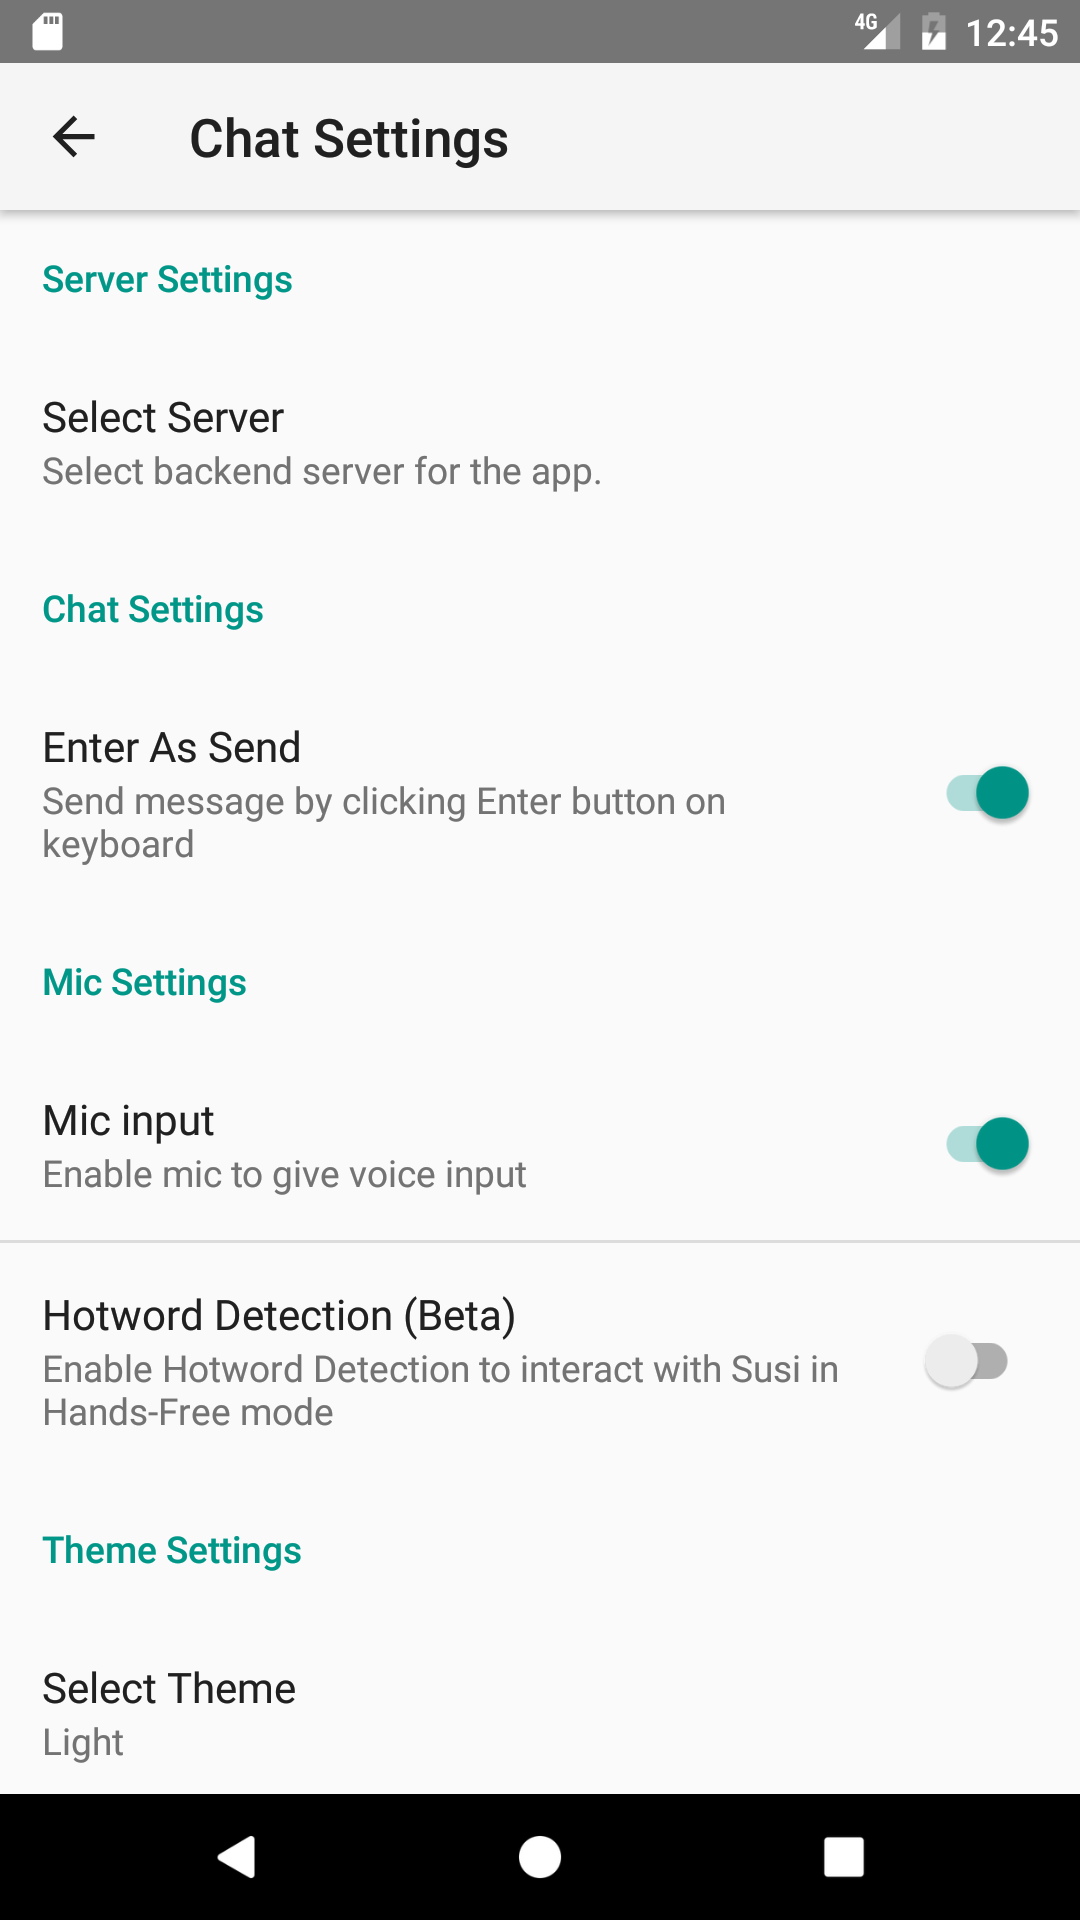 4G 12:45
Chat Settings
Server Settings
Select Server
Select backend server for the app.
Chat Settings
Enter As Send
Send message by clicking Enter button on
keyboard
Mic Settings
Mic input
Enable mic to give voice input
Hotword Detection (Beta)
Enable Hotword Detection to interact with Susi in
Hands-Free mode
Theme Settings
Select Theme
Light